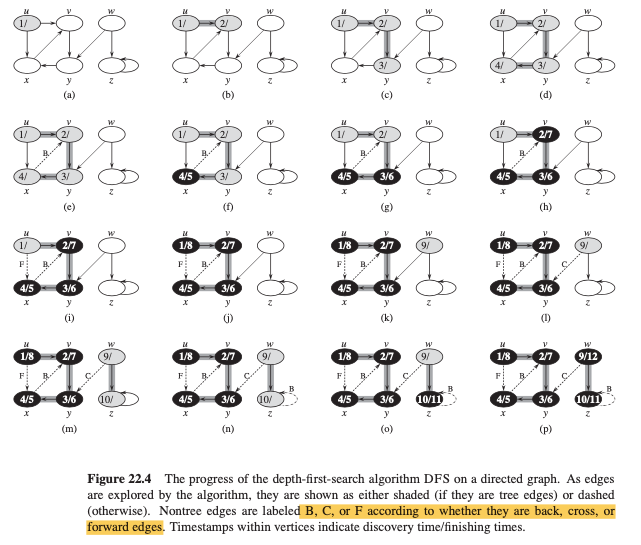 u v w u v w u v w u v w
1/ 1/ 2/ 1/ 2/ 1/ 2/
3/ 4/ 3/
x y z x y z x y z x y z
(a) (b) (c) (d)
u v w u v w u v w u v w
1/ 2/ 1/ 2/ 1/ 2/ 1/ 2/7
B B B B
4/ 3/ 4/5 3/ 4/5 3/6 4/5 3/6
x y z x y z x y z x y z
(e) (f) (g) (h)
u v w u v w u v w u v w
1/ 2/7 1/8 2/7 1/8 2/7 9/ 1/8 2/7 9/
F B F B F B F B C
4/5 3/6 4/5 3/6 4/5 3/6 4/5 3/6
x y z x y z x y z x y z
(i) (j) (k) (l)
u v w u v w u v w u v w
1/8 2/7 9/ 1/8 2/7 9/ 1/8 2/7 9/ 1/8 2/7 9/12
F B C F B C B F B C B F B C B
4/5 3/6 10/ 4/5 3/6 10/ 4/5 3/6 10/11 4/5 3/6 10/11
x y z x y z x y z x y z
(m) (n) (o) (p)
Figure 22.4 The progress of the depth-first-search algorithm DFS on a directed graph. As edges
are explored by the algorithm, they are shown as either shaded (if they are tree edges) or dashed
(otherwise). Nontree edges are labeled B, C, or F according to whether they are back, cross, or
forward edges. Timestamps within vertices indicate discovery time/finishing times.